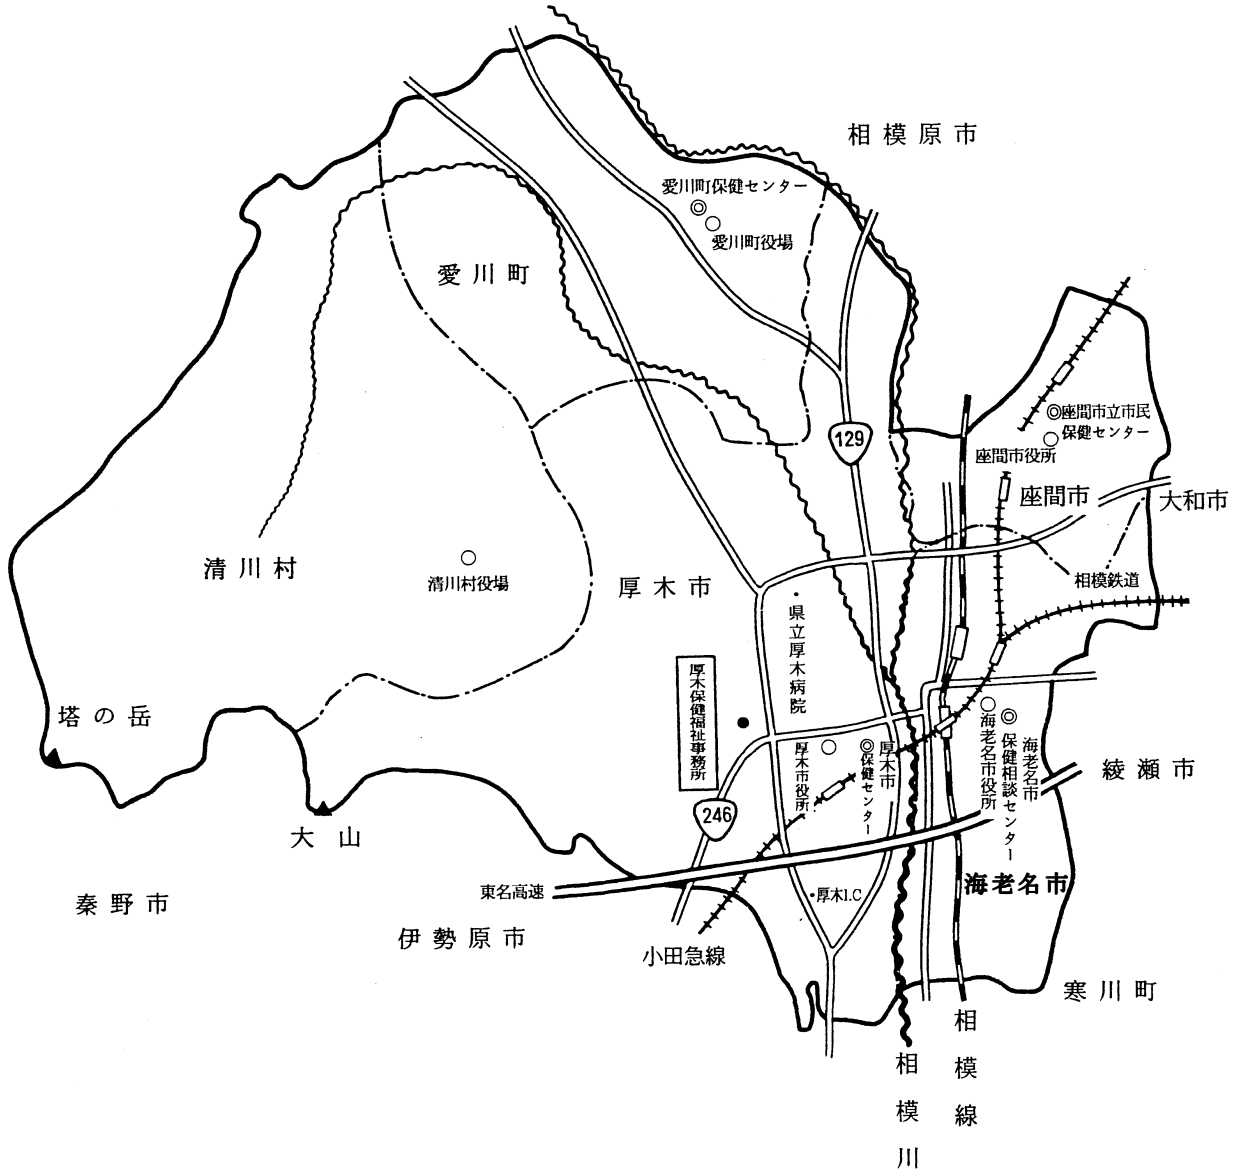 相模原市
愛川町保健センター
愛川町役場
愛川町
129
座間市立市民
保健センター
座間市役所
座間市
大和市
清川村
清川村役場
厚木市
相模鉄道
県立厚木病院
厚木保健福祉事務所
塔の岳
厚木市役所
厚木市
保健センター
海老名市役所
海老名市
保健相談センター
綾瀬市
246
大山
東名高速
厚木I.C
海老名市
秦野市
伊勢原市
小田急線
寒川町
相模線
相模川